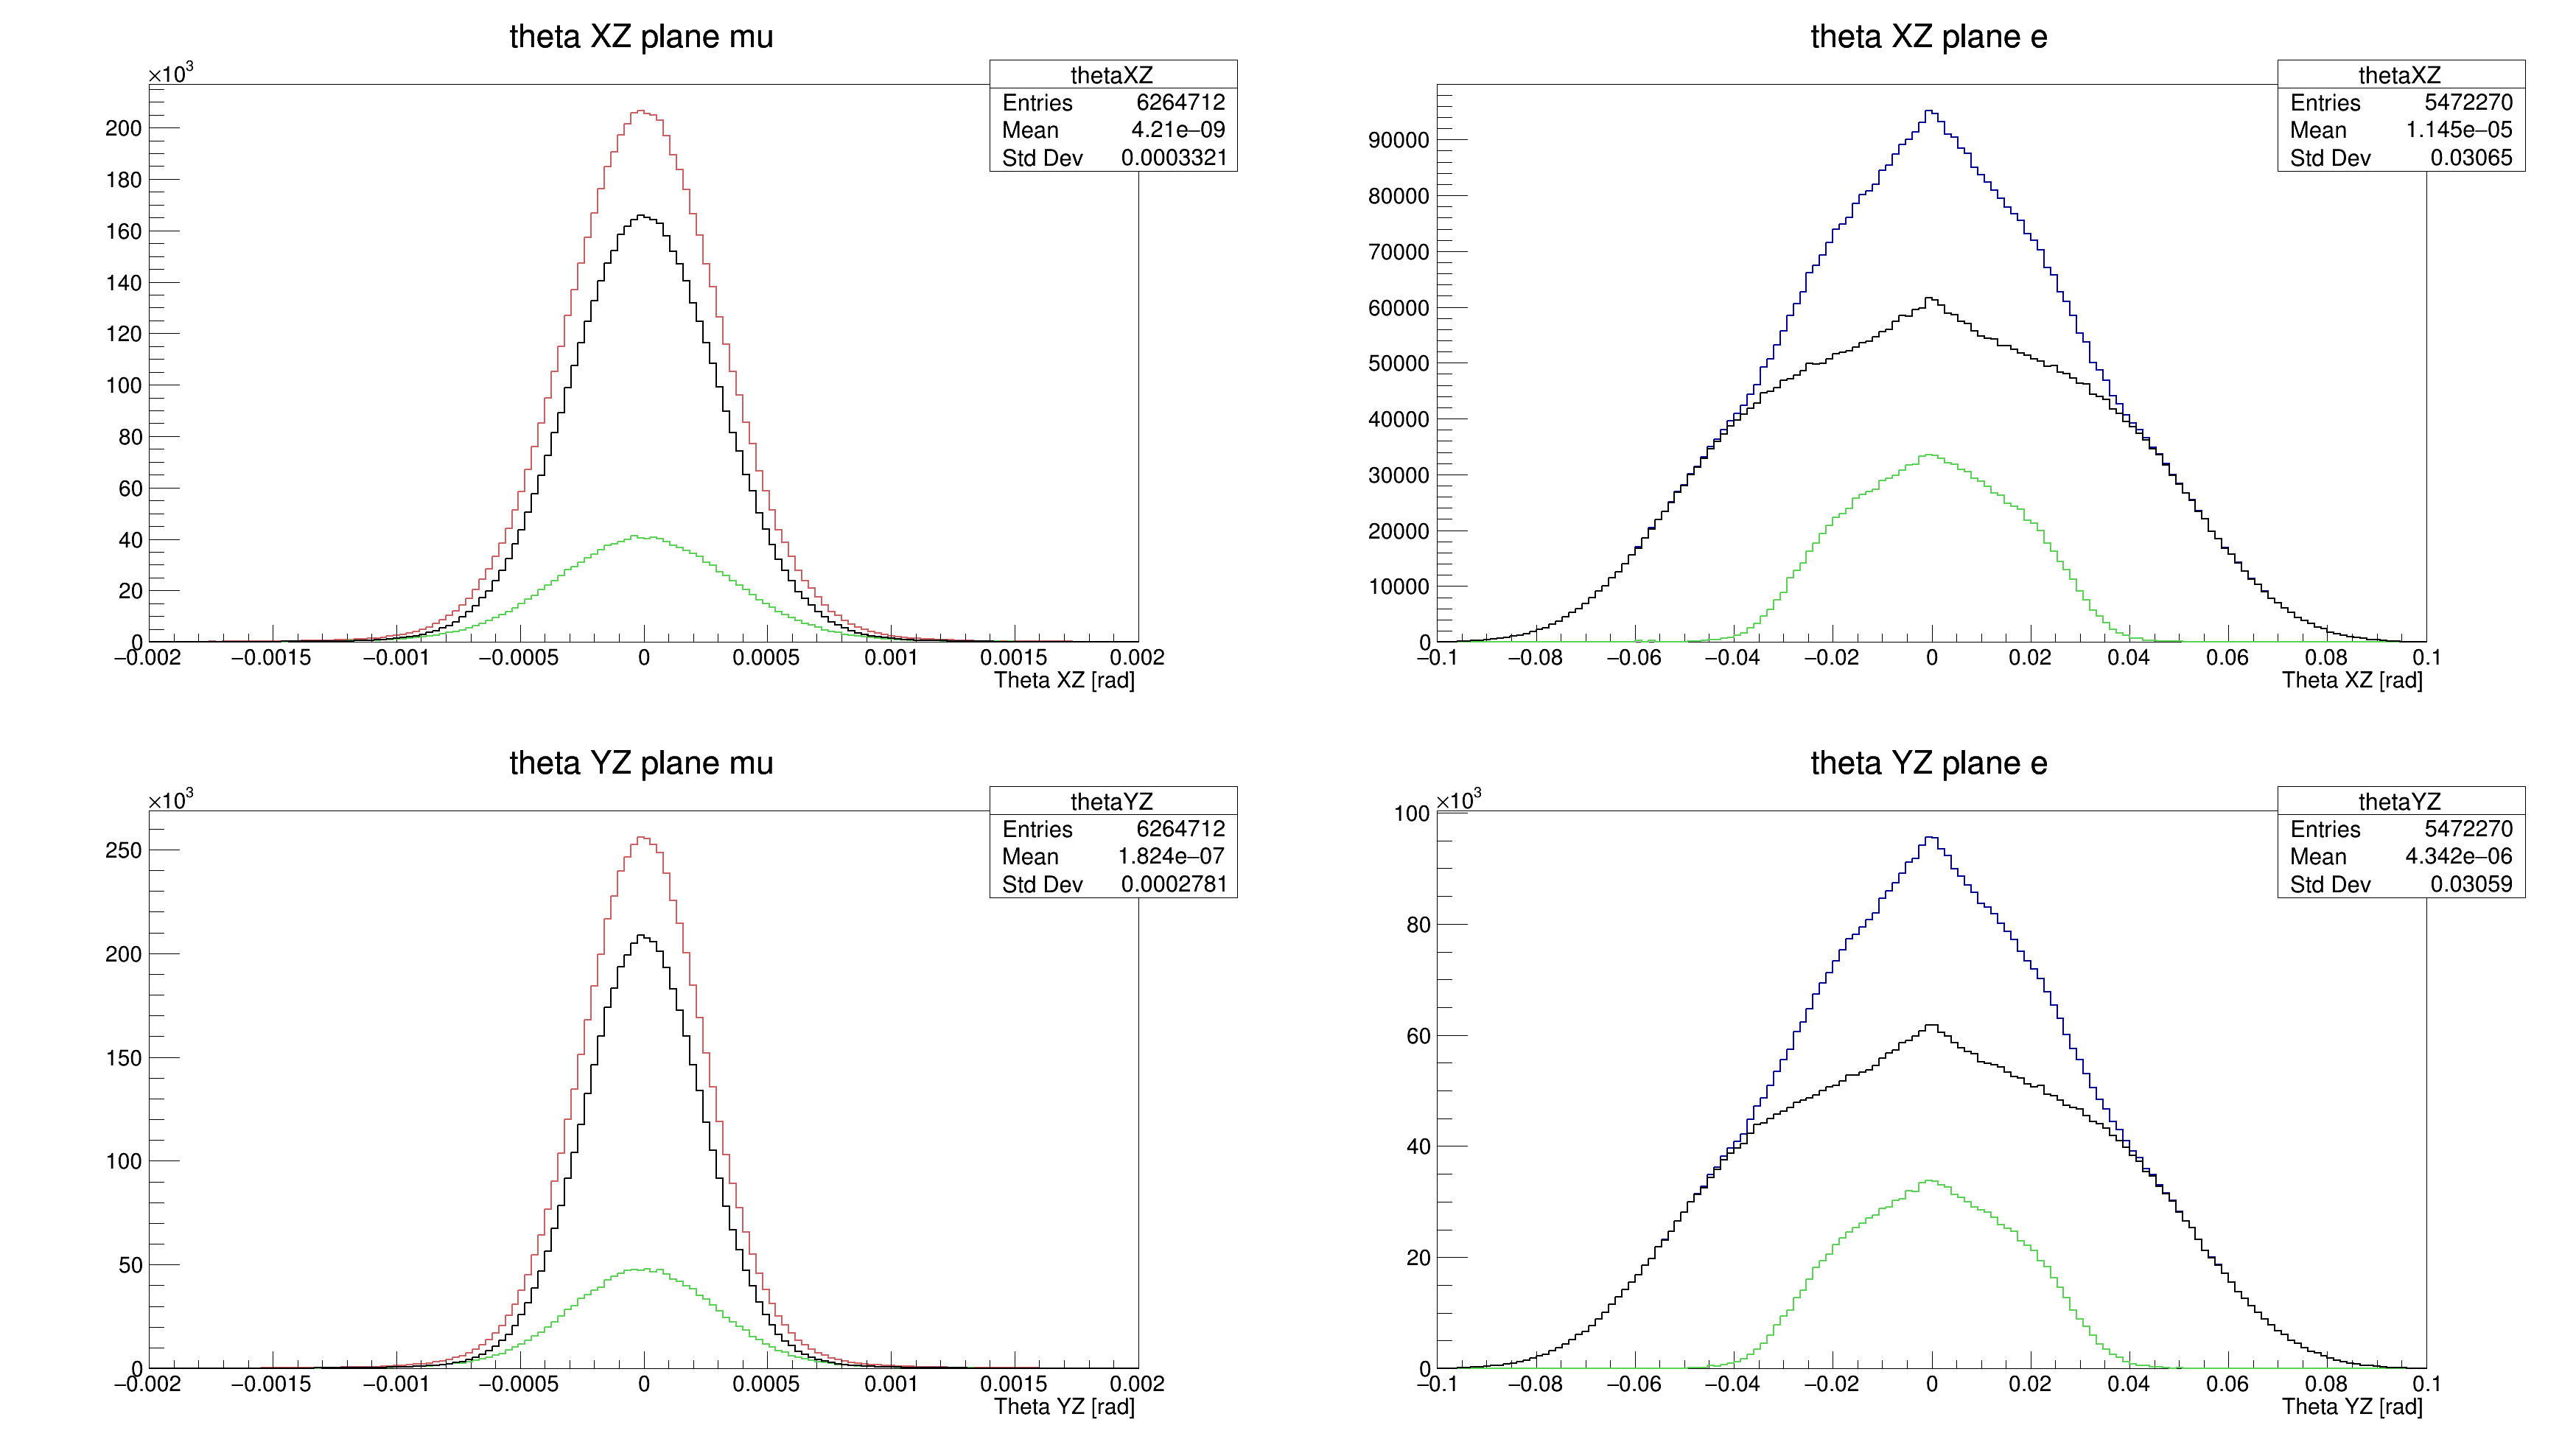 theta XZ plane mu
×10³
thetaXZ
Entries 6264712
Mean 4.21e−09
Std Dev 0.0003321
200
180
160
140
120
100
80
60
40
20
0
−0.002 −0.0015 −0.001 −0.0005 0 0.0005 0.001 0.0015 0.002
Theta XZ [rad]
theta XZ plane e
thetaXZ
Entries 5472270
Mean 1.145e−05
Std Dev 0.03065
90000
80000
70000
60000
50000
40000
30000
20000
10000
0
−0.1 −0.08 −0.06 −0.04 −0.02 0 0.02 0.04 0.06 0.08 0.1
Theta XZ [rad]
theta YZ plane mu
×10³
thetaYZ
Entries 6264712
Mean 1.824e−07
Std Dev 0.0002781
250
200
150
100
50
0
−0.002 −0.0015 −0.001 −0.0005 0 0.0005 0.001 0.0015 0.002
Theta YZ [rad]
theta YZ plane e
×10³
thetaYZ
Entries 5472270
Mean 4.342e−06
Std Dev 0.03059
100
80
60
40
20
0
−0.1 −0.08 −0.06 −0.04 −0.02 0 0.02 0.04 0.06 0.08 0.1
Theta YZ [rad]